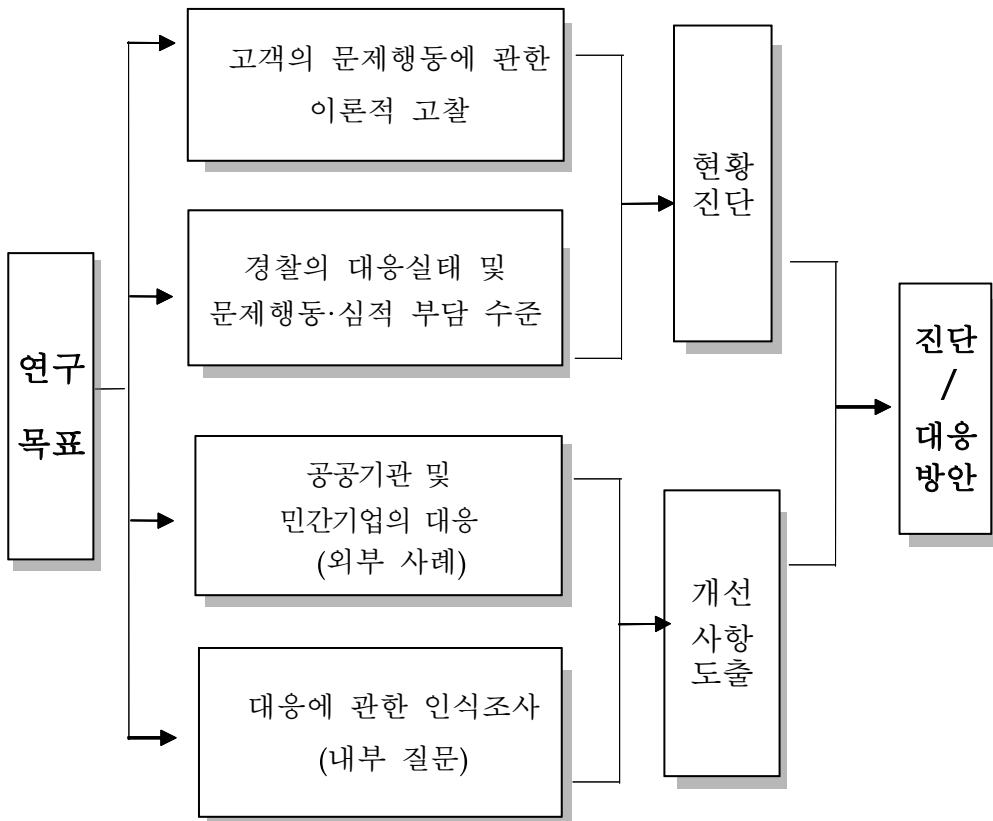 연구
목표
고객의 문제행동에 관한
이론적 고찰
경찰의 대응실태 및
문제행동·심적 부담 수준
공공기관 및
민간기업의 대응
(외부 사례)
대응에 관한 인식조사
(내부 질문)
현황
진단
개선
사항
도출
진단
/
대응
방안